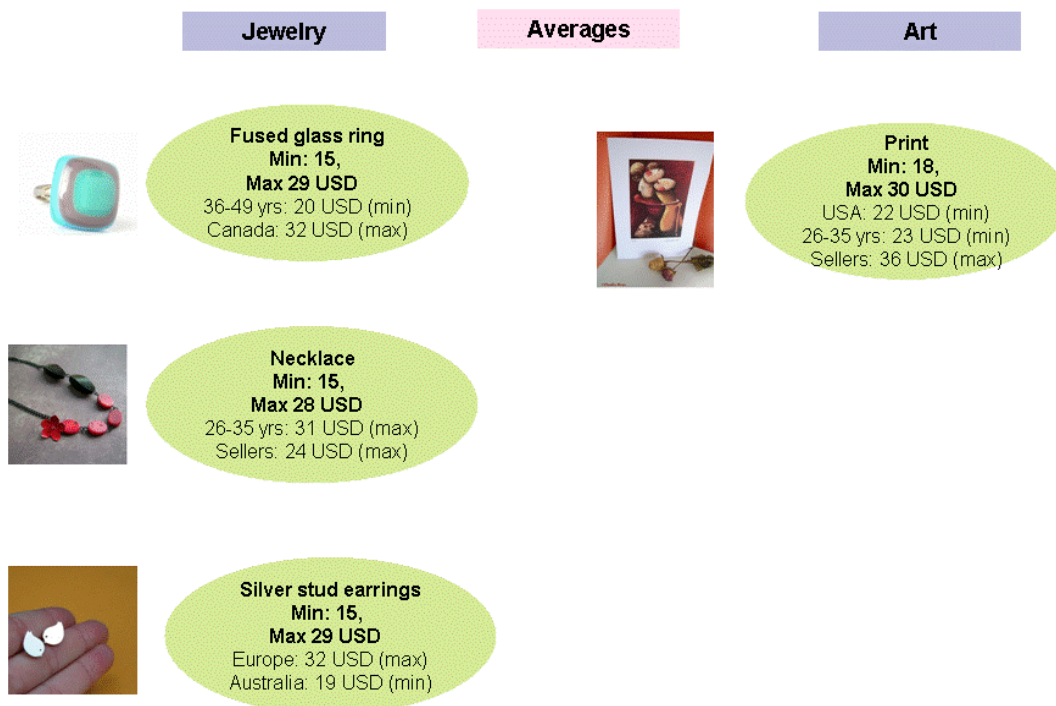 Jewelry
Averages
Art
Fused glass ring
Min: 15,
Max 29 USD
36-49 yrs: 20 USD (min)
Canada: 32 USD (max)
Print
Min: 18,
Max 30 USD
USA: 22 USD (min)
26-35 yrs: 23 USD (min)
Sellers: 36 USD (max)
Necklace
Min: 15,
Max 28 USD
26-35 yrs: 31 USD (max)
Sellers: 24 USD (max)
Silver stud earrings
Min: 15,
Max 29 USD
Europe: 32 USD (max)
Australia: 19 USD (min)